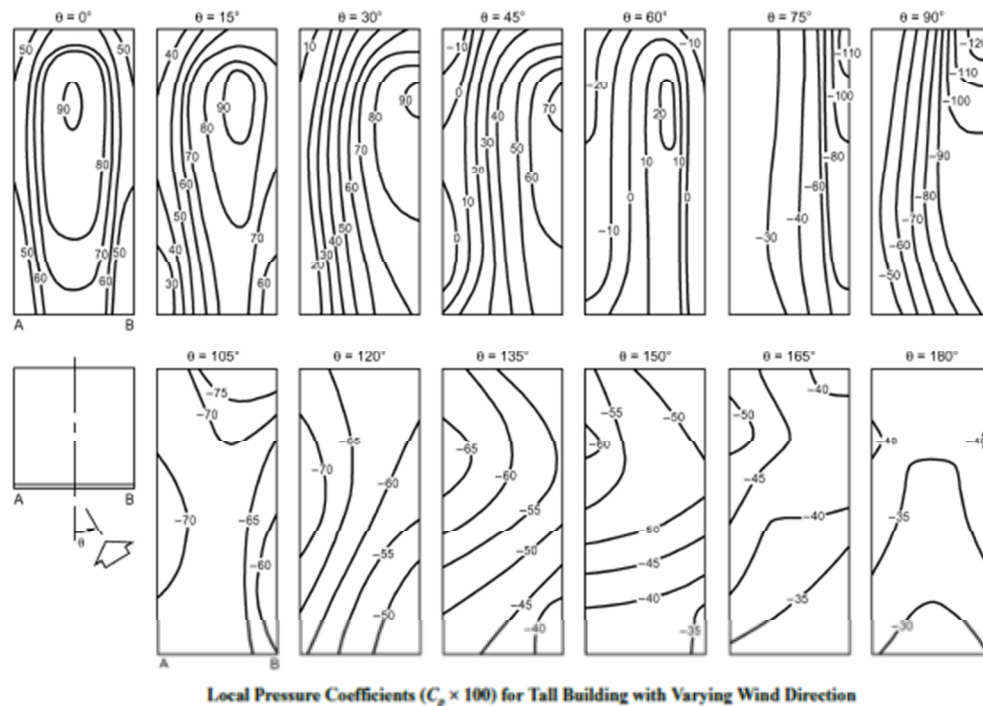 θ = 0° θ = 15° θ = 30° θ = 45° θ = 60° θ = 75° θ = 90°
50 50 40 10 -10 -10 -110 -120
90 90 90 0 70 -20 20 -100 -110 -100
80 80 80 40 50 30 20 10 10 -80 -90
70 60 70 60 60 10 0 0 -60 -80
50 50 50 70 50 40 0 -10 -40 -70
50 70 50 40 30 -30 -60
60 60 30 60 20 -50
A B
θ = 105° θ = 120° θ = 135° θ = 150° θ = 165° θ = 180°
-75 -55 -50 -40
-70 -65 -65 -60 -60 -50 -40 -40
-70 -60 -60 -45
-70 -65 -55 -55 -50 -50 -40 -35
A B
-60 -50 -45 -45 -40 -35
θ -40 -35 -30
A B
Local Pressure Coefficients (Cp × 100) for Tall Building with Varying Wind Direction